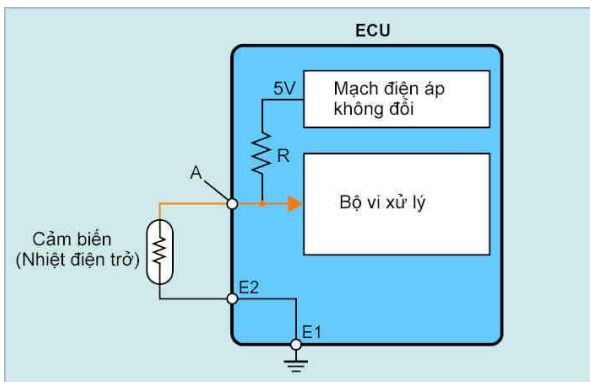 ECU
5V
Mạch điện áp
không đổi
R
A
Bộ vi xử lý
Cảm biến
(Nhiệt điện trở)
E2
E1